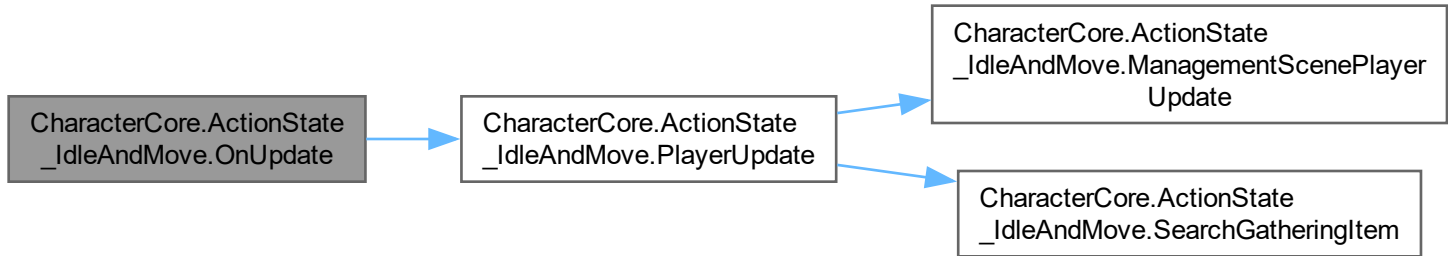 CharacterCore.ActionState
_IdleAndMove.OnUpdate
CharacterCore.ActionState
_IdleAndMove.PlayerUpdate
CharacterCore.ActionState
_IdleAndMove.ManagementScenePlayer
Update
CharacterCore.ActionState
_IdleAndMove.SearchGatheringItem